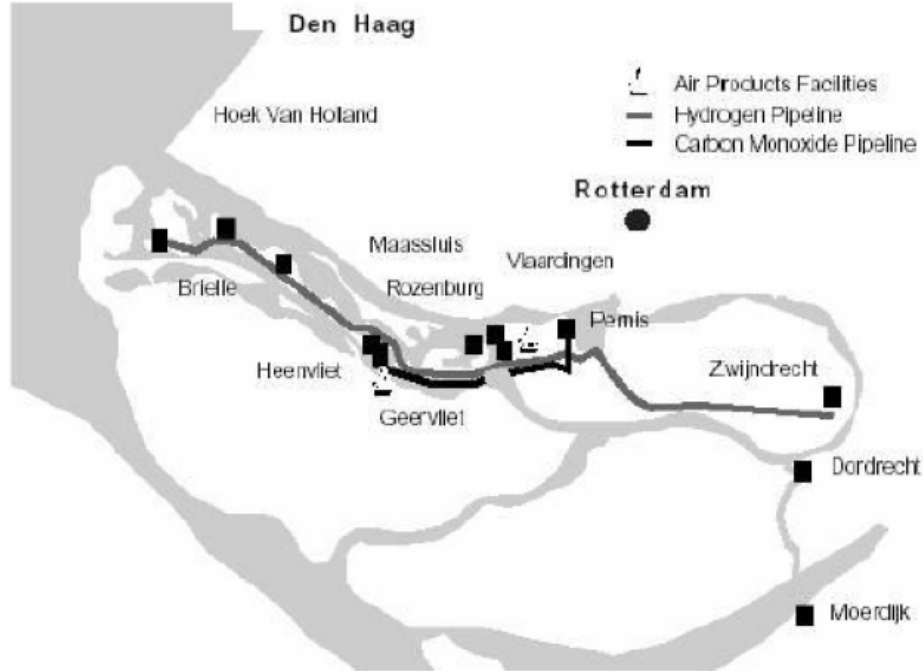 Den Haag
Air Products Facilities
Hoek Van Holland
Hydrogen Pipeline
Carbon Monoxide Pipeline
Rotterdam
Maassluis
Vlaardingen
Rozenburg
Brielle
Pernis
Heenvliet
Zwijndrecht
Geervliet
Dordrecht
Moerdijk